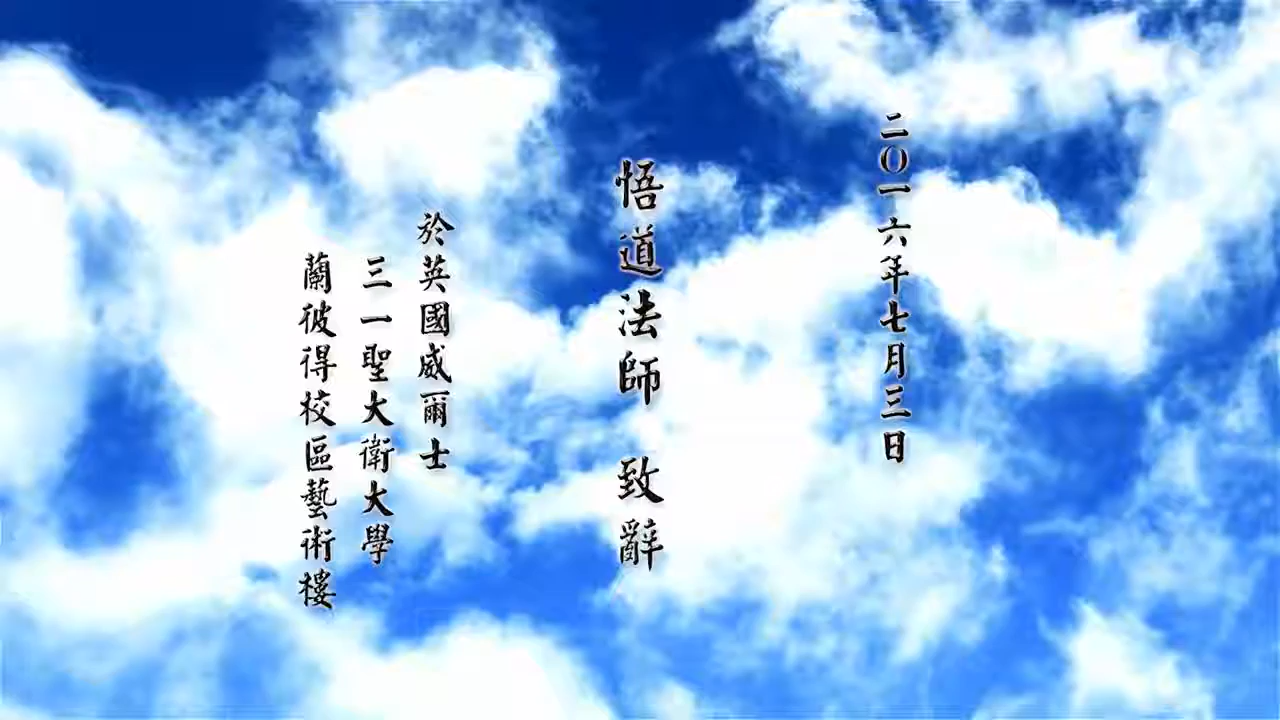 二〇一六年七月三日
悟道法師 致辭
於英國威爾士
三一聖大衛大學
蘭彼得校區藝術樓